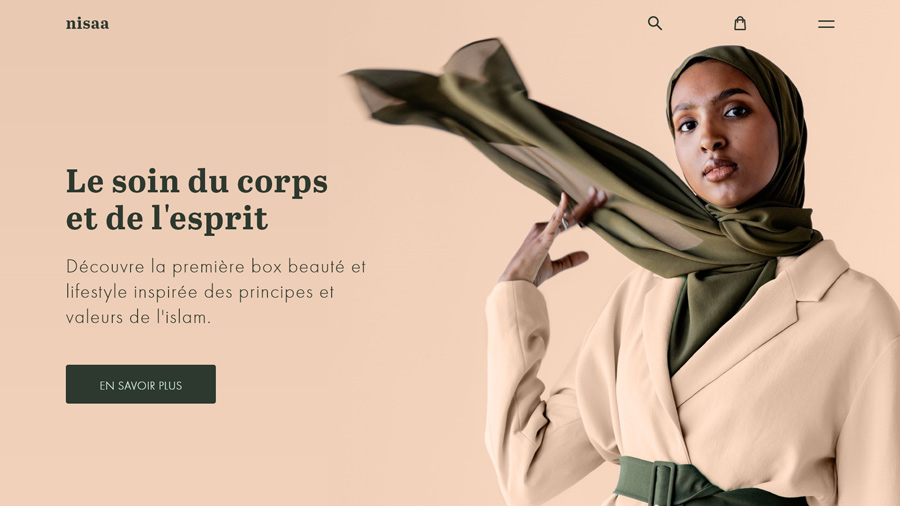 nisaa
Le soin du corps
et de l'esprit
Découvre la première box beauté et
lifestyle inspirée des principes et
valeurs de l'islam.
EN SAVOIR PLUS